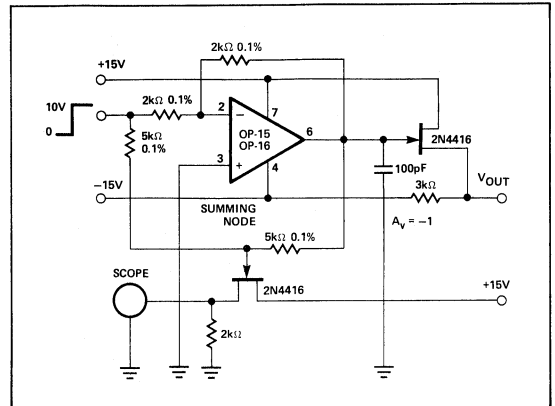 2kΩ 0.1%
+15V
10V
0
2kΩ 0.1%
5kΩ
0.1%
2
7
OP-15
OP-16
6
3
4
+
−
2N4416
100pF
VOUT
3kΩ
−15V
SUMMING
NODE
AV = −1
5kΩ 0.1%
SCOPE
2N4416
+15V
2kΩ